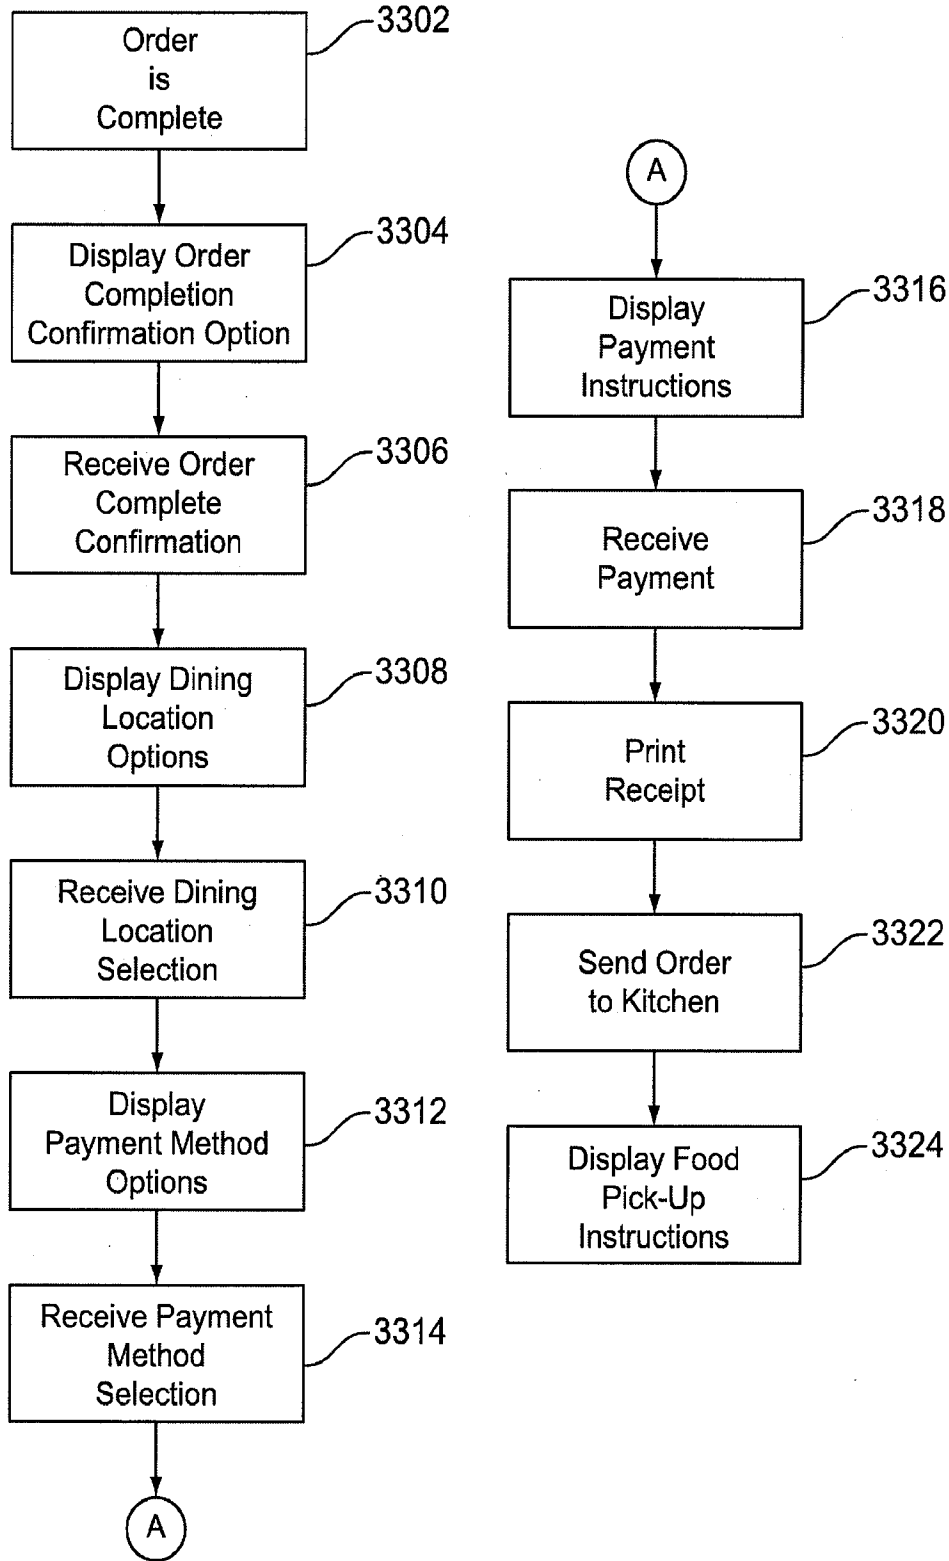 Order
is
Complete
3302
Display Order
Completion
Confirmation Option
3304
Receive Order
Complete
Confirmation
3306
Display Dining
Location
Options
3308
Receive Dining
Location
Selection
3310
Display
Payment Method
Options
3312
Receive Payment
Method
Selection
3314
A
A
Display
Payment
Instructions
3316
Receive
Payment
3318
Print
Receipt
3320
Send Order
to Kitchen
3322
Display Food
Pick-Up
Instructions
3324